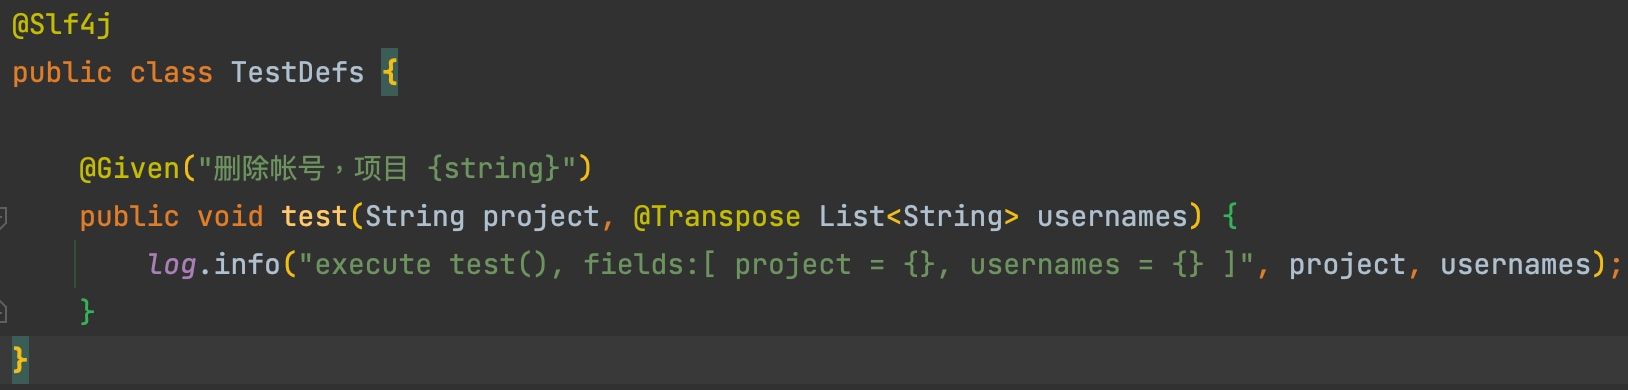 @Slf4j
public class TestDefs {
@Given("删除帐号，项目 {string}")
public void test(String project, @Transpose List<String> usernames) {
log.info("execute test(), fields:[ project = {}, usernames = {} ]", project, usernames);
}
}